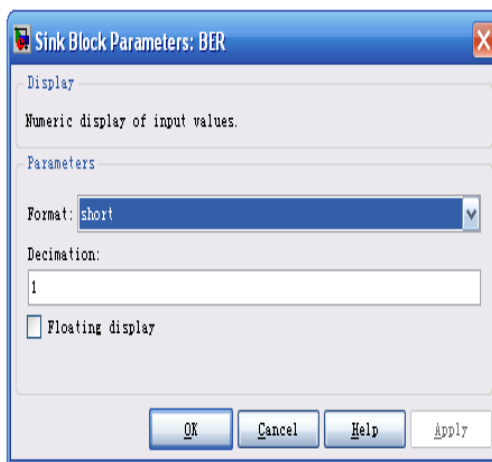 Sink Block Parameters: BER
Display
Numeric display of input values.
Parameters
Format: short
Decimation:
1
Floating display
OK Cancel Help Apply